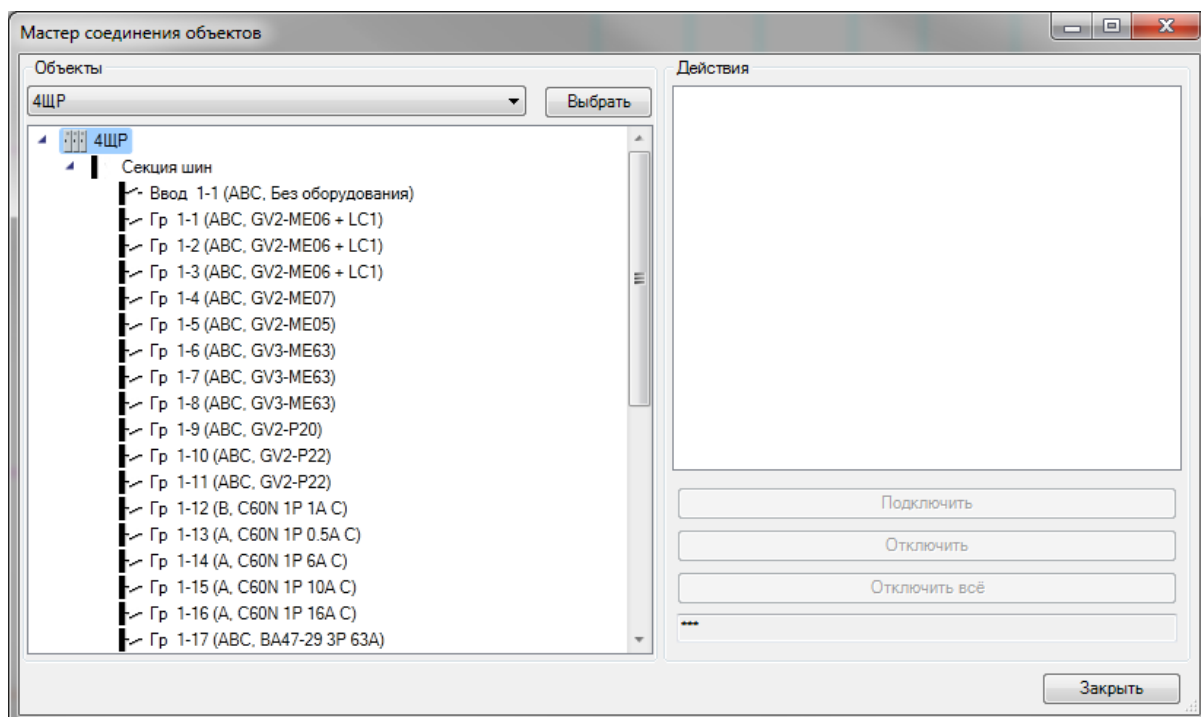 Мастер соединения объектов
Объекты
4ЩР
Выбрать
4ЩР
Секция шин
Ввод 1-1 (ABC, Без оборудования)
Гр 1-1 (ABC, GV2-ME06 + LC1)
Гр 1-2 (ABC, GV2-ME06 + LC1)
Гр 1-3 (ABC, GV2-ME06 + LC1)
Гр 1-4 (ABC, GV2-ME07)
Гр 1-5 (ABC, GV2-ME05)
Гр 1-6 (ABC, GV3-ME63)
Гр 1-7 (ABC, GV3-ME63)
Гр 1-8 (ABC, GV3-ME63)
Гр 1-9 (ABC, GV2-P20)
Гр 1-10 (ABC, GV2-P22)
Гр 1-11 (ABC, GV2-P22)
Гр 1-12 (B, C60N 1P 1A C)
Гр 1-13 (A, C60N 1P 0.5A C)
Гр 1-14 (A, C60N 1P 6A C)
Гр 1-15 (A, C60N 1P 10A C)
Гр 1-16 (A, C60N 1P 16A C)
Гр 1-17 (ABC, ВА47-29 3P 63A)
Действия
Подключить
Отключить
Отключить всё
***
Закрыть